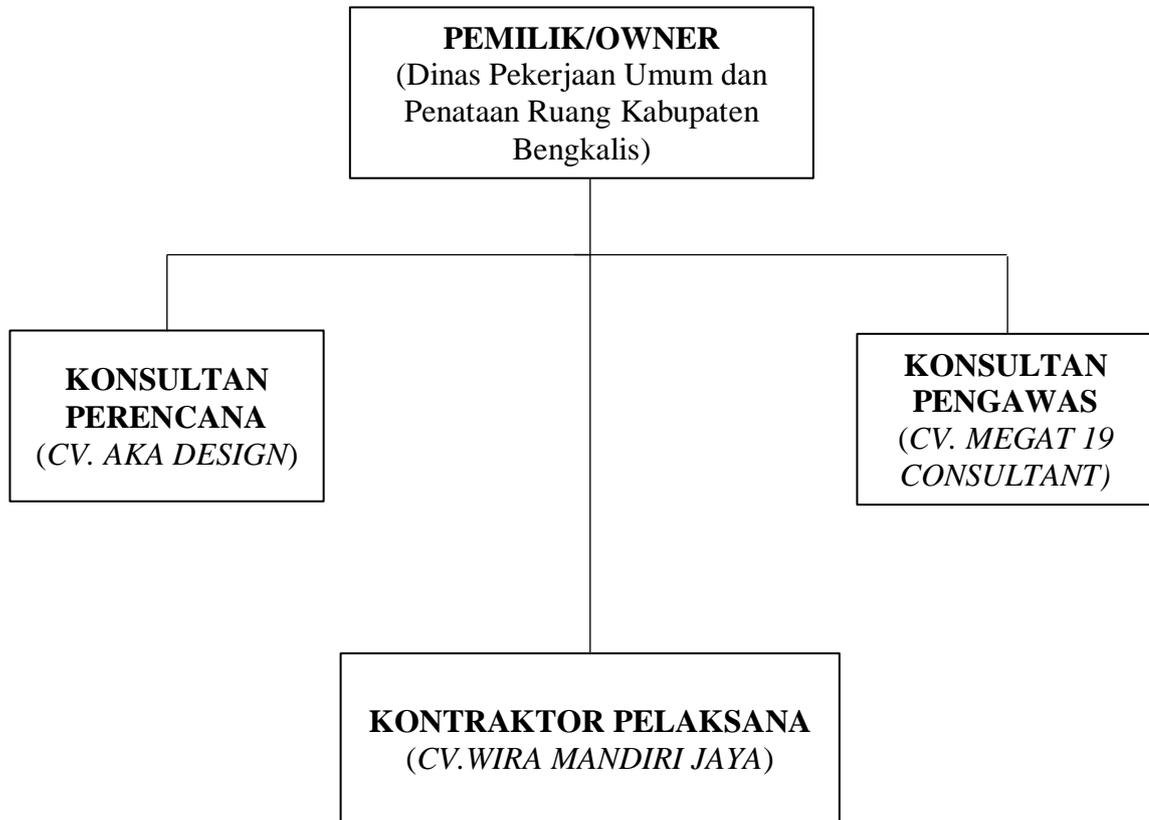 PEMILIK/OWNER
(Dinas Pekerjaan Umum dan
Penataan Ruang Kabupaten
Bengkalis)
KONSULTAN
PERENCANA
(CV. AKA DESIGN)
KONSULTAN
PENGAWAS
(CV. MEGAT 19
CONSULTANT)
KONTRAKTOR PELAKSANA
(CV.WIRA MANDIRI JAYA)